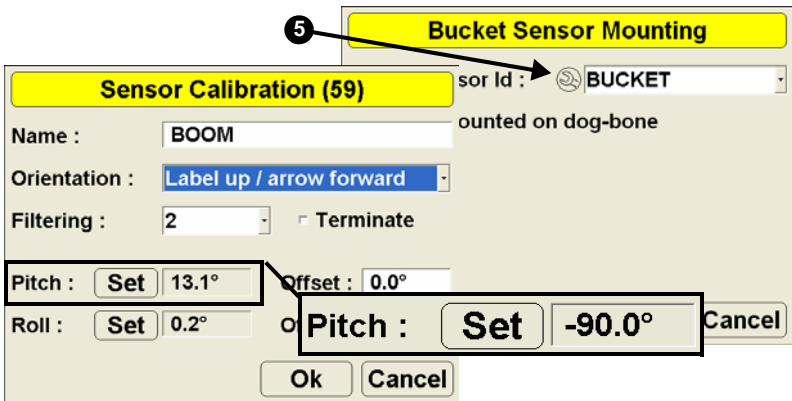 5
Bucket Sensor Mounting
sor Id : BUCKET
ounted on dog-bone
Cancel
Sensor Calibration (59)
Name : BOOM
Orientation : Label up / arrow forward
Filtering : 2 Terminate
Pitch : Set 13.1° Offset : 0.0°
Roll : Set 0.2° O
Ok Cancel
Pitch : Set -90.0°